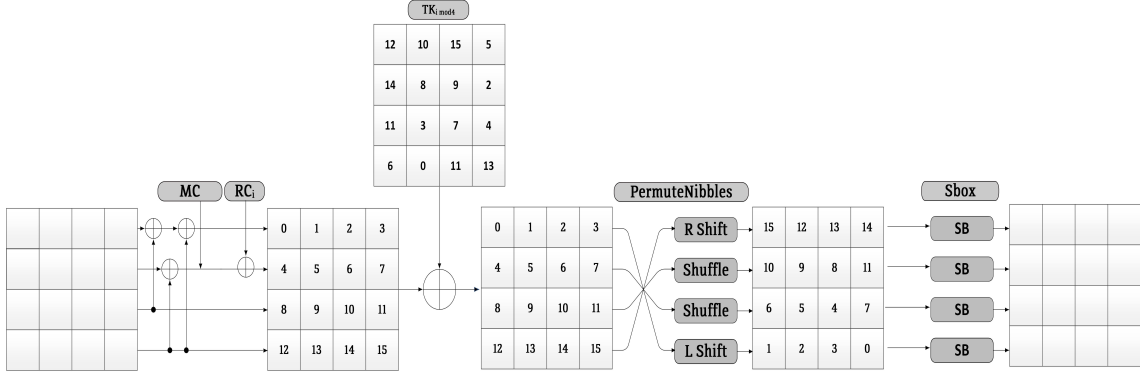 TKi mod4
12 10 15 5
14 8 9 2
11 3 7 4
6 0 11 13
MC RCi
0 1 2 3
4 5 6 7
8 9 10 11
12 13 14 15
0 1 2 3
4 5 6 7
8 9 10 11
12 13 14 15
PermuteNibbles
R Shift
Shuffle
Shuffle
L Shift
15 12 13 14
10 9 8 11
6 5 4 7
1 2 3 0
Sbox
SB
SB
SB
SB